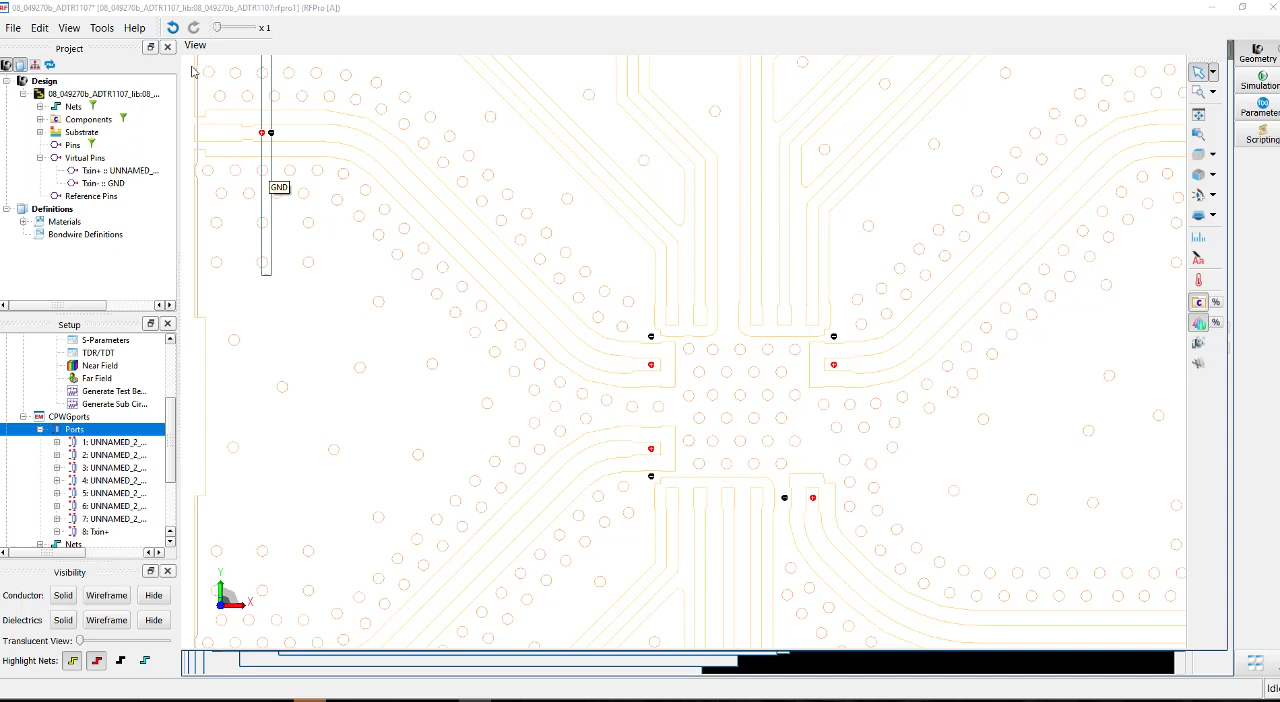 08_049270b_ADTR1107* [08_049270b_ADTR1107_lib:08_049270b_ADTR1107:rfpro1] (RFPro [A])
File Edit View Tools Help x 1
Project
View
Design
08_049270b_ADTR1107_lib:08_...
Nets
Components
Substrate
Pins
Virtual Pins
Txin+ :: UNNAMED_...
Txin- :: GND
Reference Pins
Definitions
Materials
Bondwire Definitions
Setup
S-Parameters
TDR/TDT
Near Field
Far Field
Generate Test Be...
Generate Sub Cir...
EM CPWGports
Ports
1: UNNAMED_2_...
2: UNNAMED_2_...
3: UNNAMED_2_...
4: UNNAMED_2_...
5: UNNAMED_2_...
6: UNNAMED_2_...
7: UNNAMED_2_...
8: Txin+
Nets
Visibility
Conductor: Solid Wireframe Hide
Dielectrics Solid Wireframe Hide
Translucent View:
Highlight Nets:
GND
Y
X
Aa
C %
%
Geometry
Simulation
f(x)
Parameter
Scripting
Idle